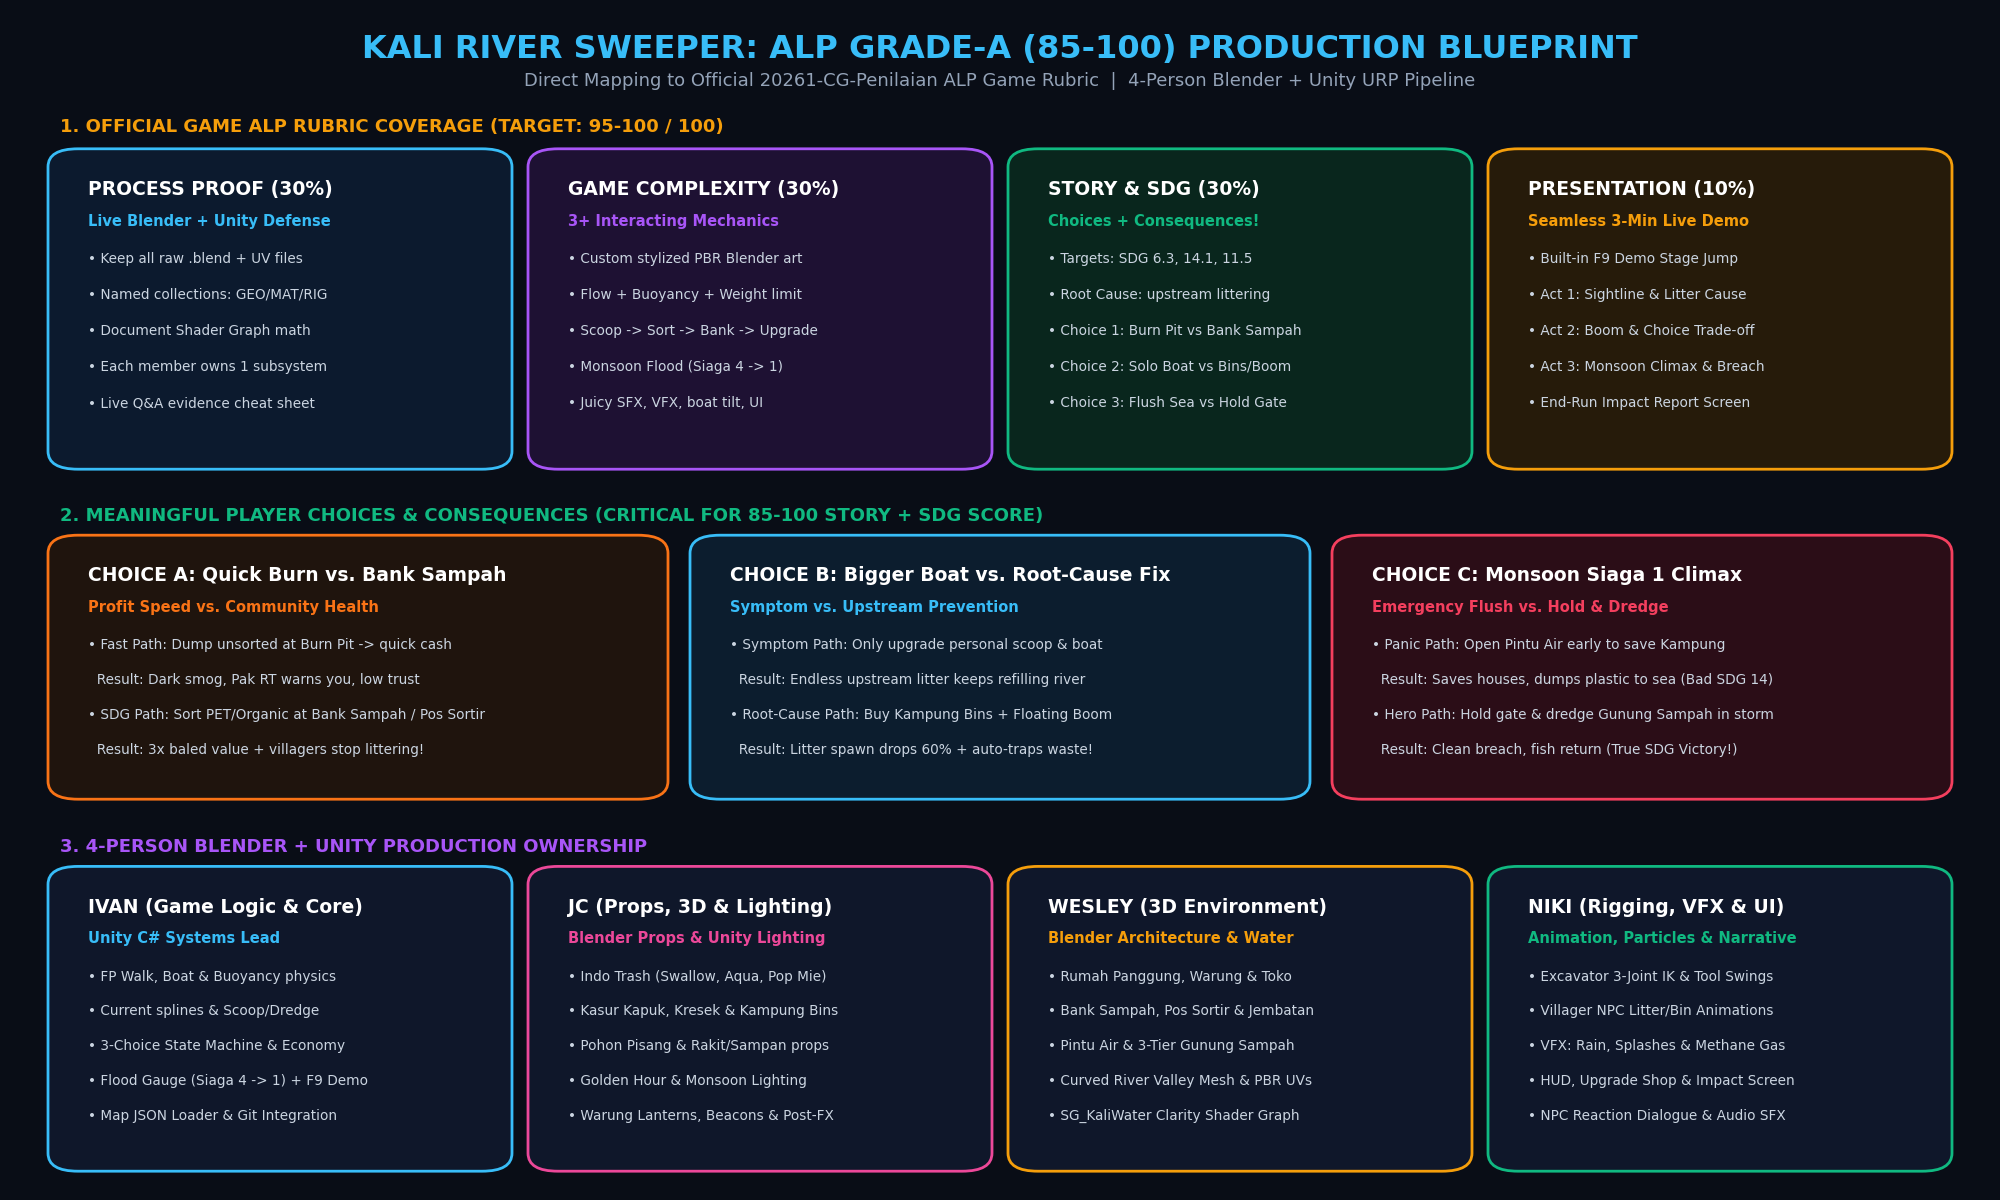 KALI RIVER SWEEPER: ALP GRADE-A (85-100) PRODUCTION BLUEPRINT
Direct Mapping to Official 20261-CG-Penilaian ALP Game Rubric | 4-Person Blender + Unity URP Pipeline
1. OFFICIAL GAME ALP RUBRIC COVERAGE (TARGET: 95-100 / 100)
PROCESS PROOF (30%)
Live Blender + Unity Defense
• Keep all raw .blend + UV files
• Named collections: GEO/MAT/RIG
• Document Shader Graph math
• Each member owns 1 subsystem
• Live Q&A evidence cheat sheet
GAME COMPLEXITY (30%)
3+ Interacting Mechanics
• Custom stylized PBR Blender art
• Flow + Buoyancy + Weight limit
• Scoop -> Sort -> Bank -> Upgrade
• Monsoon Flood (Siaga 4 -> 1)
• Juicy SFX, VFX, boat tilt, UI
STORY & SDG (30%)
Choices + Consequences!
• Targets: SDG 6.3, 14.1, 11.5
• Root Cause: upstream littering
• Choice 1: Burn Pit vs Bank Sampah
• Choice 2: Solo Boat vs Bins/Boom
• Choice 3: Flush Sea vs Hold Gate
PRESENTATION (10%)
Seamless 3-Min Live Demo
• Built-in F9 Demo Stage Jump
• Act 1: Sightline & Litter Cause
• Act 2: Boom & Choice Trade-off
• Act 3: Monsoon Climax & Breach
• End-Run Impact Report Screen
2. MEANINGFUL PLAYER CHOICES & CONSEQUENCES (CRITICAL FOR 85-100 STORY + SDG SCORE)
CHOICE A: Quick Burn vs. Bank Sampah
Profit Speed vs. Community Health
• Fast Path: Dump unsorted at Burn Pit -> quick cash
Result: Dark smog, Pak RT warns you, low trust
• SDG Path: Sort PET/Organic at Bank Sampah / Pos Sortir
Result: 3x baled value + villagers stop littering!
CHOICE B: Bigger Boat vs. Root-Cause Fix
Symptom vs. Upstream Prevention
• Symptom Path: Only upgrade personal scoop & boat
Result: Endless upstream litter keeps refilling river
• Root-Cause Path: Buy Kampung Bins + Floating Boom
Result: Litter spawn drops 60% + auto-traps waste!
CHOICE C: Monsoon Siaga 1 Climax
Emergency Flush vs. Hold & Dredge
• Panic Path: Open Pintu Air early to save Kampung
Result: Saves houses, dumps plastic to sea (Bad SDG 14)
• Hero Path: Hold gate & dredge Gunung Sampah in storm
Result: Clean breach, fish return (True SDG Victory!)
3. 4-PERSON BLENDER + UNITY PRODUCTION OWNERSHIP
IVAN (Game Logic & Core)
Unity C# Systems Lead
• FP Walk, Boat & Buoyancy physics
• Current splines & Scoop/Dredge
• 3-Choice State Machine & Economy
• Flood Gauge (Siaga 4 -> 1) + F9 Demo
• Map JSON Loader & Git Integration
JC (Props, 3D & Lighting)
Blender Props & Unity Lighting
• Indo Trash (Swallow, Aqua, Pop Mie)
• Kasur Kapuk, Kresek & Kampung Bins
• Pohon Pisang & Rakit/Sampan props
• Golden Hour & Monsoon Lighting
• Warung Lanterns, Beacons & Post-FX
WESLEY (3D Environment)
Blender Architecture & Water
• Rumah Panggung, Warung & Toko
• Bank Sampah, Pos Sortir & Jembatan
• Pintu Air & 3-Tier Gunung Sampah
• Curved River Valley Mesh & PBR UVs
• SG_KaliWater Clarity Shader Graph
NIKI (Rigging, VFX & UI)
Animation, Particles & Narrative
• Excavator 3-Joint IK & Tool Swings
• Villager NPC Litter/Bin Animations
• VFX: Rain, Splashes & Methane Gas
• HUD, Upgrade Shop & Impact Screen
• NPC Reaction Dialogue & Audio SFX